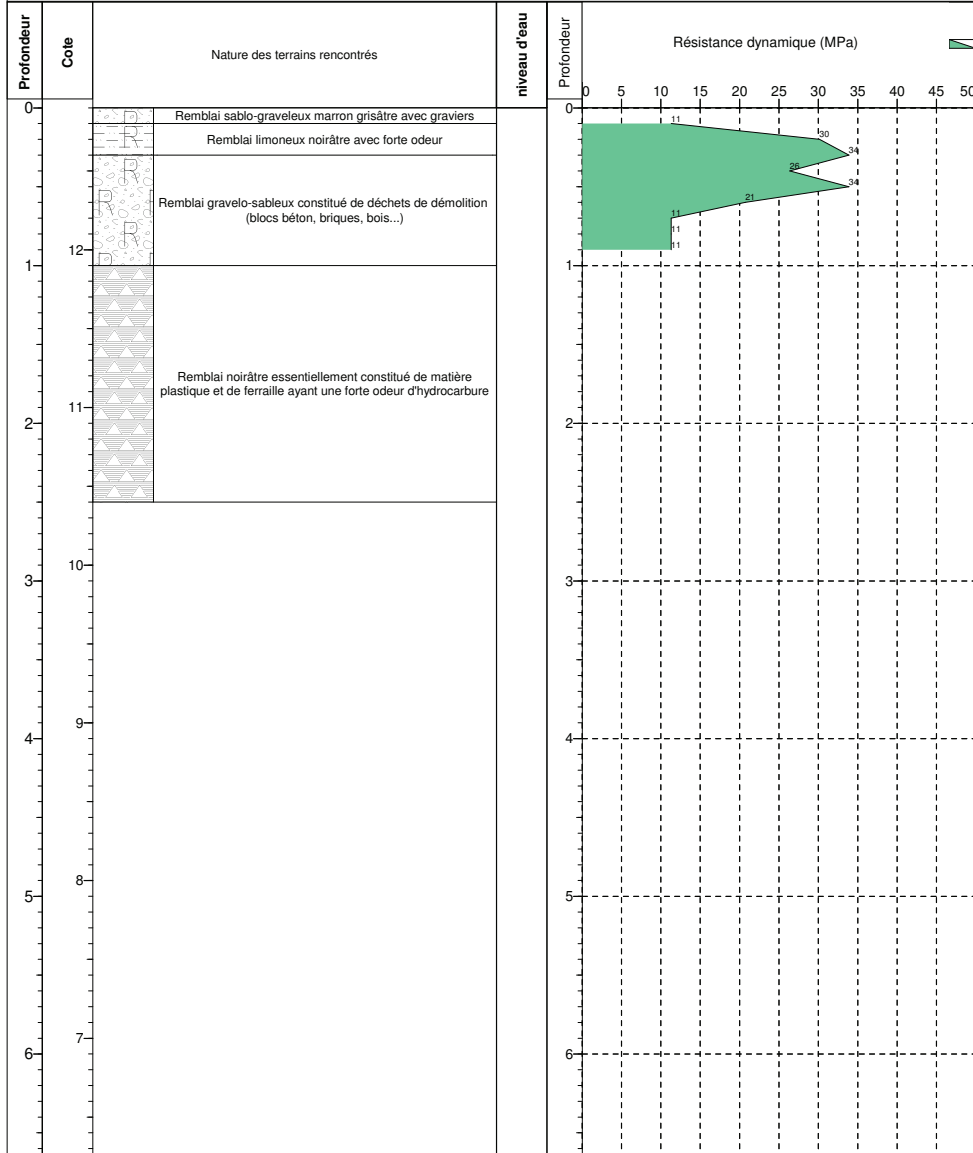 Profondeur
Cote
Nature des terrains rencontrés
niveau d'eau
Profondeur
Résistance dynamique (MPa)
0 5 10 15 20 25 30 35 40 45 50
0
Remblai sablo-graveleux marron grisâtre avec graviers
R
Remblai limoneux noirâtre avec forte odeur
R
R
Remblai gravelo-sableux constitué de déchets de démolition
(blocs béton, briques, bois...)
R
R
R
12
1
Remblai noirâtre essentiellement constitué de matière
plastique et de ferraille ayant une forte odeur d'hydrocarbure
11
2
10
3
9
4
8
5
7
6
0
11
30
34
26
34
21
11
11
11
1
2
3
4
5
6